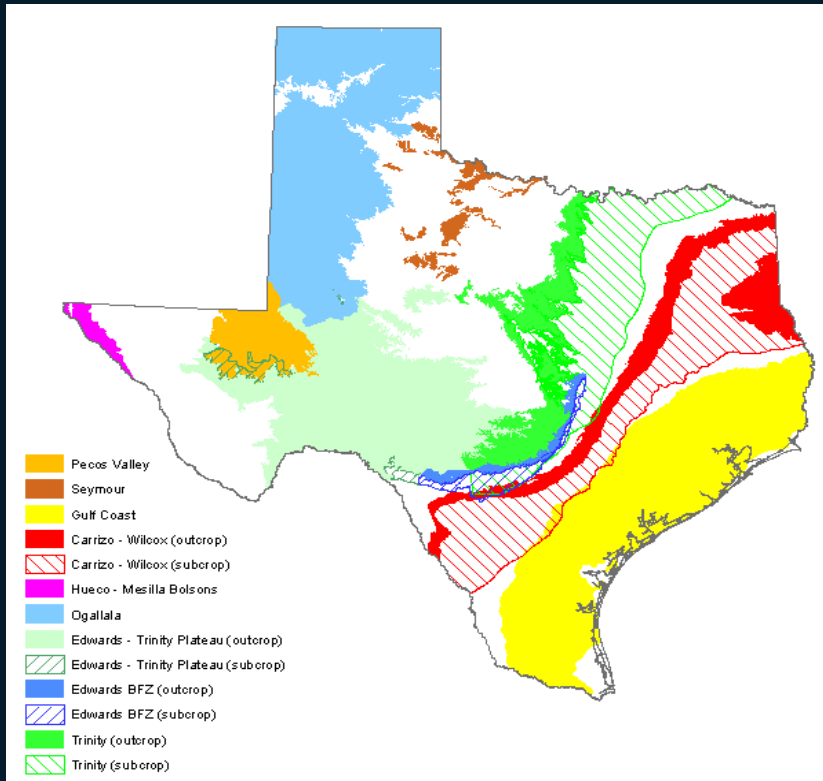 Pecos Valley
Seymour
Gulf Coast
Carrizo - Wilcox (outcrop)
Carrizo - Wilcox (subcrop)
Hueco - Mesilla Bolsons
Ogallala
Edwards - Trinity Plateau (outcrop)
Edwards - Trinity Plateau (subcrop)
Edwards BFZ (outcrop)
Edwards BFZ (subcrop)
Trinity (outcrop)
Trinity (subcrop)